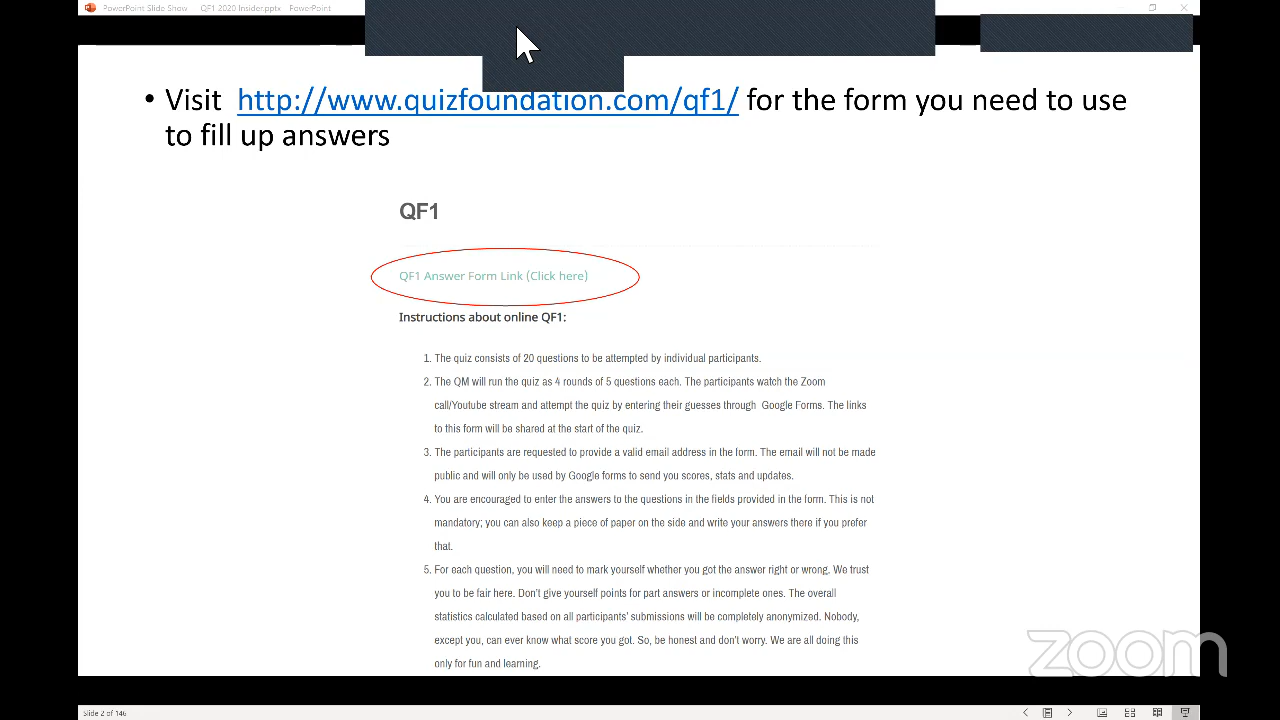 PowerPoint Slide Show QF1 2020 Insider.pptx PowerPoint
• Visit http://www.quizfoundation.com/qf1/ for the form you need to use
to fill up answers
QF1
QF1 Answer Form Link (Click here)
Instructions about online QF1:
1. The quiz consists of 20 questions to be attempted by individual participants.
2. The QM will run the quiz as 4 rounds of 5 questions each. The participants watch the Zoom
call/Youtube stream and attempt the quiz by entering their guesses through Google Forms. The links
to this form will be shared at the start of the quiz.
3. The participants are requested to provide a valid email address in the form. The email will not be made
public and will only be used by Google forms to send you scores, stats and updates.
4. You are encouraged to enter the answers to the questions in the fields provided in the form. This is not
mandatory; you can also keep a piece of paper on the side and write your answers there if you prefer
that.
5. For each question, you will need to mark yourself whether you got the answer right or wrong. We trust
you to be fair here. Don't give yourself points for part answers or incomplete ones. The overall
statistics calculated based on all participants' submissions will be completely anonymized. Nobody,
except you, can ever know what score you got. So, be honest and don't worry. We are all doing this
only for fun and learning.
zoom
Slide 2 of 146